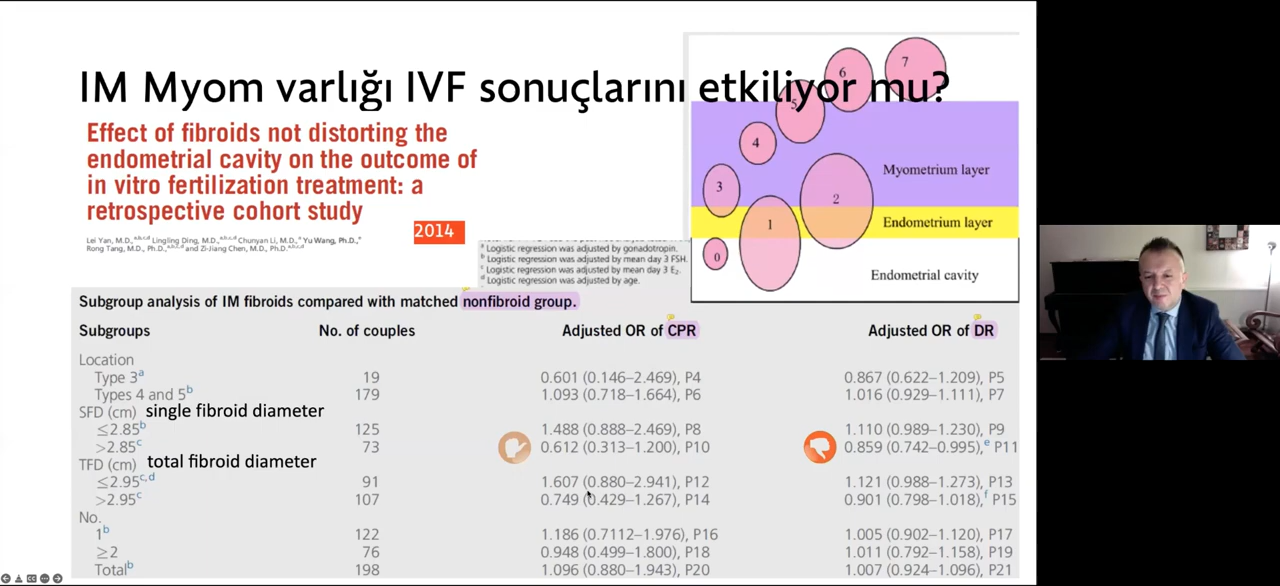 IM Myom varlığı IVF sonuçlarını etkiliyor mu?
Effect of fibroids not distorting the
endometrial cavity on the outcome of
in vitro fertilization treatment: a
retrospective cohort study
2014
Lei Yan, M.D.,a,b,c,d Lingling Ding, M.D.,a,b,c,d Chunyan Li, M.D.,a Yu Wang, Ph.D.,a
Rong Tang, M.D., Ph.D.,a,b,c,d and Zi-Jiang Chen, M.D., Ph.D.a,b,c,d
a Logistic regression was adjusted by gonadotropin.
b Logistic regression was adjusted by mean day 3 FSH.
c Logistic regression was adjusted by mean day 3 E2.
d Logistic regression was adjusted by age.
7
6
5
4
3
2
1
0
Myometrium layer
Endometrium layer
Endometrial cavity
Subgroup analysis of IM fibroids compared with matched nonfibroid group.
Subgroups No. of couples Adjusted OR of CPR Adjusted OR of DR
Location
Type 3a 19 0.601 (0.146–2.469), P4 0.867 (0.622–1.209), P5
Types 4 and 5b 179 1.093 (0.718–1.664), P6 1.016 (0.929–1.111), P7
SFD (cm) single fibroid diameter
≤2.85b 125 1.488 (0.888–2.469), P8 1.110 (0.989–1.230), P9
>2.85c 73 0.612 (0.313–1.200), P10 0.859 (0.742–0.995),e P11
TFD (cm) total fibroid diameter
≤2.95c,d 91 1.607 (0.880–2.941), P12 1.121 (0.988–1.273), P13
>2.95c 107 0.749 (0.429–1.267), P14 0.901 (0.798–1.018),f P15
No.
1b 122 1.186 (0.7112–1.976), P16 1.005 (0.902–1.120), P17
≥2 76 0.948 (0.499–1.800), P18 1.011 (0.792–1.158), P19
Totalb 198 1.096 (0.880–1.943), P20 1.007 (0.924–1.096), P21